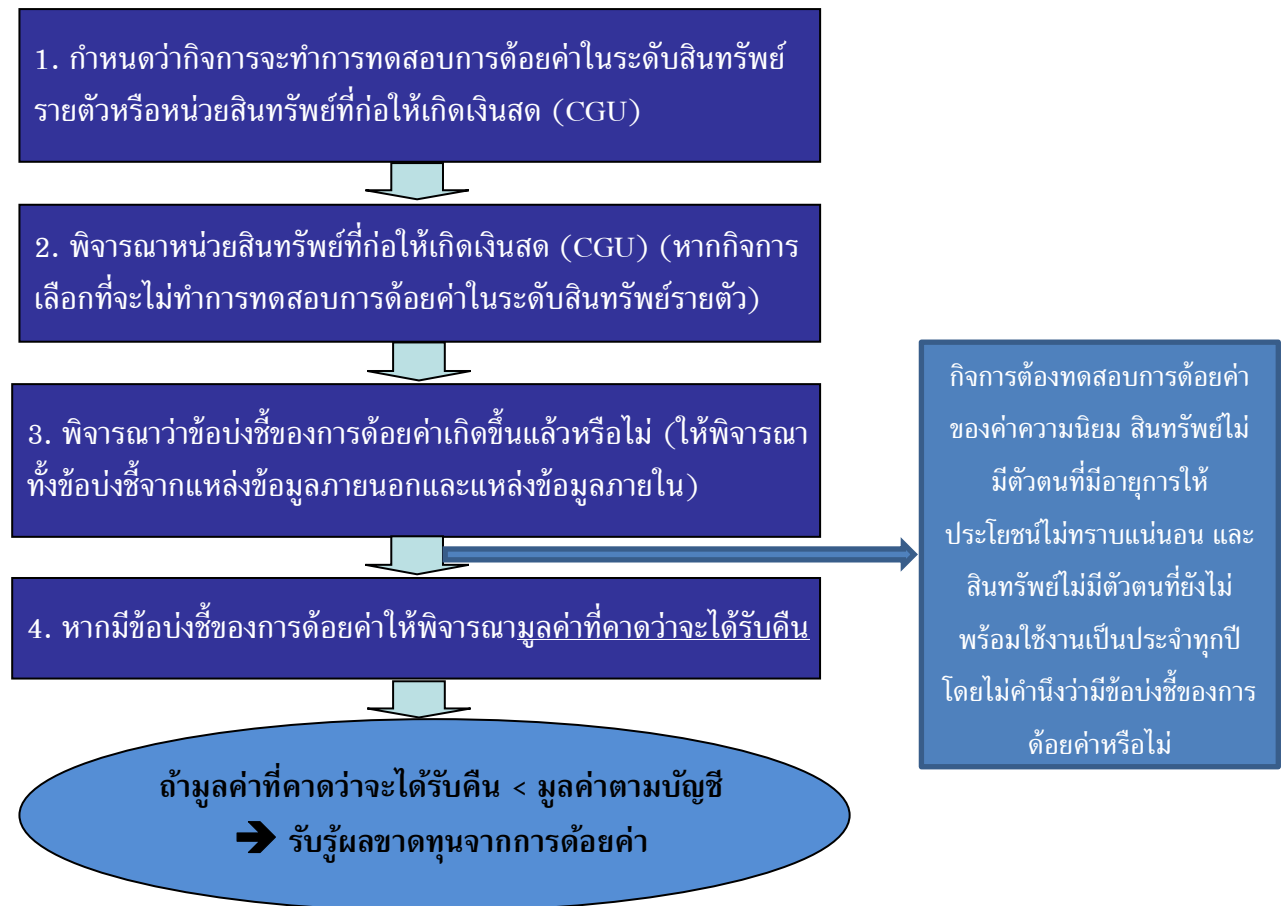 1. กำหนดว่ากิจการจะทำการทดสอบการด้อยค่าในระดับสินทรัพย์
รายตัวหรือหน่วยสินทรัพย์ที่ก่อให้เกิดเงินสด (CGU)
2. พิจารณาหน่วยสินทรัพย์ที่ก่อให้เกิดเงินสด (CGU) (หากกิจการ
เลือกที่จะไม่ทำการทดสอบการด้อยค่าในระดับสินทรัพย์รายตัว)
3. พิจารณาว่าข้อบ่งชี้ของการด้อยค่าเกิดขึ้นแล้วหรือไม่ (ให้พิจารณา
ทั้งข้อบ่งชี้จากแหล่งข้อมูลภายนอกและแหล่งข้อมูลภายใน)
กิจการต้องทดสอบการด้อยค่า
ของค่าความนิยม สินทรัพย์ไม่
มีตัวตนที่มีอายุการให้
ประโยชน์ไม่ทราบแน่นอน และ
สินทรัพย์ไม่มีตัวตนที่ยังไม่
พร้อมใช้งานเป็นประจำทุกปี
โดยไม่คำนึงว่ามีข้อบ่งชี้ของการ
ด้อยค่าหรือไม่
4. หากมีข้อบ่งชี้ของการด้อยค่าให้พิจารณามูลค่าที่คาดว่าจะได้รับคืน
ถ้ามูลค่าที่คาดว่าจะได้รับคืน < มูลค่าตามบัญชี
➔ รับรู้ผลขาดทุนจากการด้อยค่า